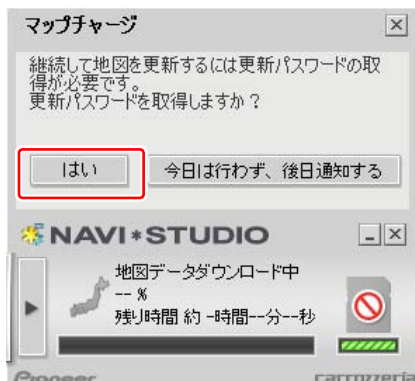 マップチャージ
継続して地図を更新するには更新パスワードの取
得が必要です。
更新パスワードを取得しますか？
はい
今日は行わず、後日通知する
NAVI*STUDIO
地図データダウンロード中
-- %
残り時間 約 -時間--分--秒
Pioneer
carrozzeria